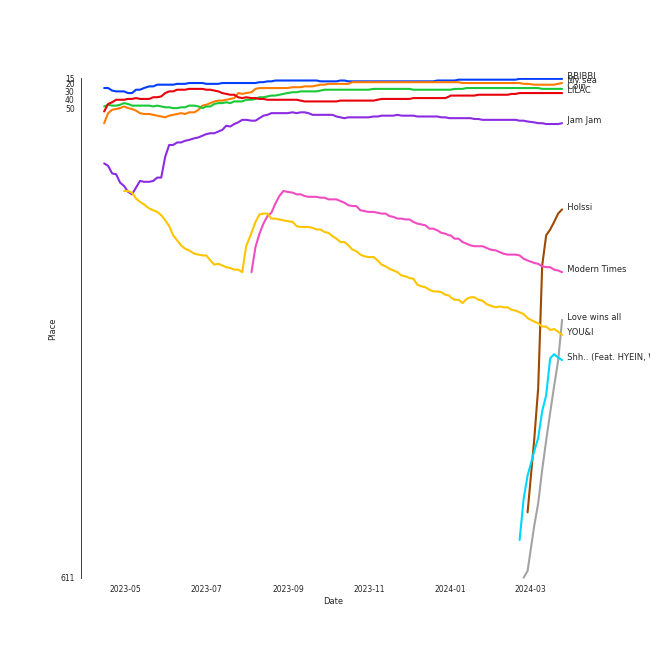 15
20
30
40
50
611
Place
2023-05
2023-07
2023-09
2023-11
2024-01
2024-03
Date
BBIBBI
My sea
Coin
LILAC
Jam Jam
Holssi
Modern Times
Love wins all
YOU&I
Shh.. (Feat. HYEIN,